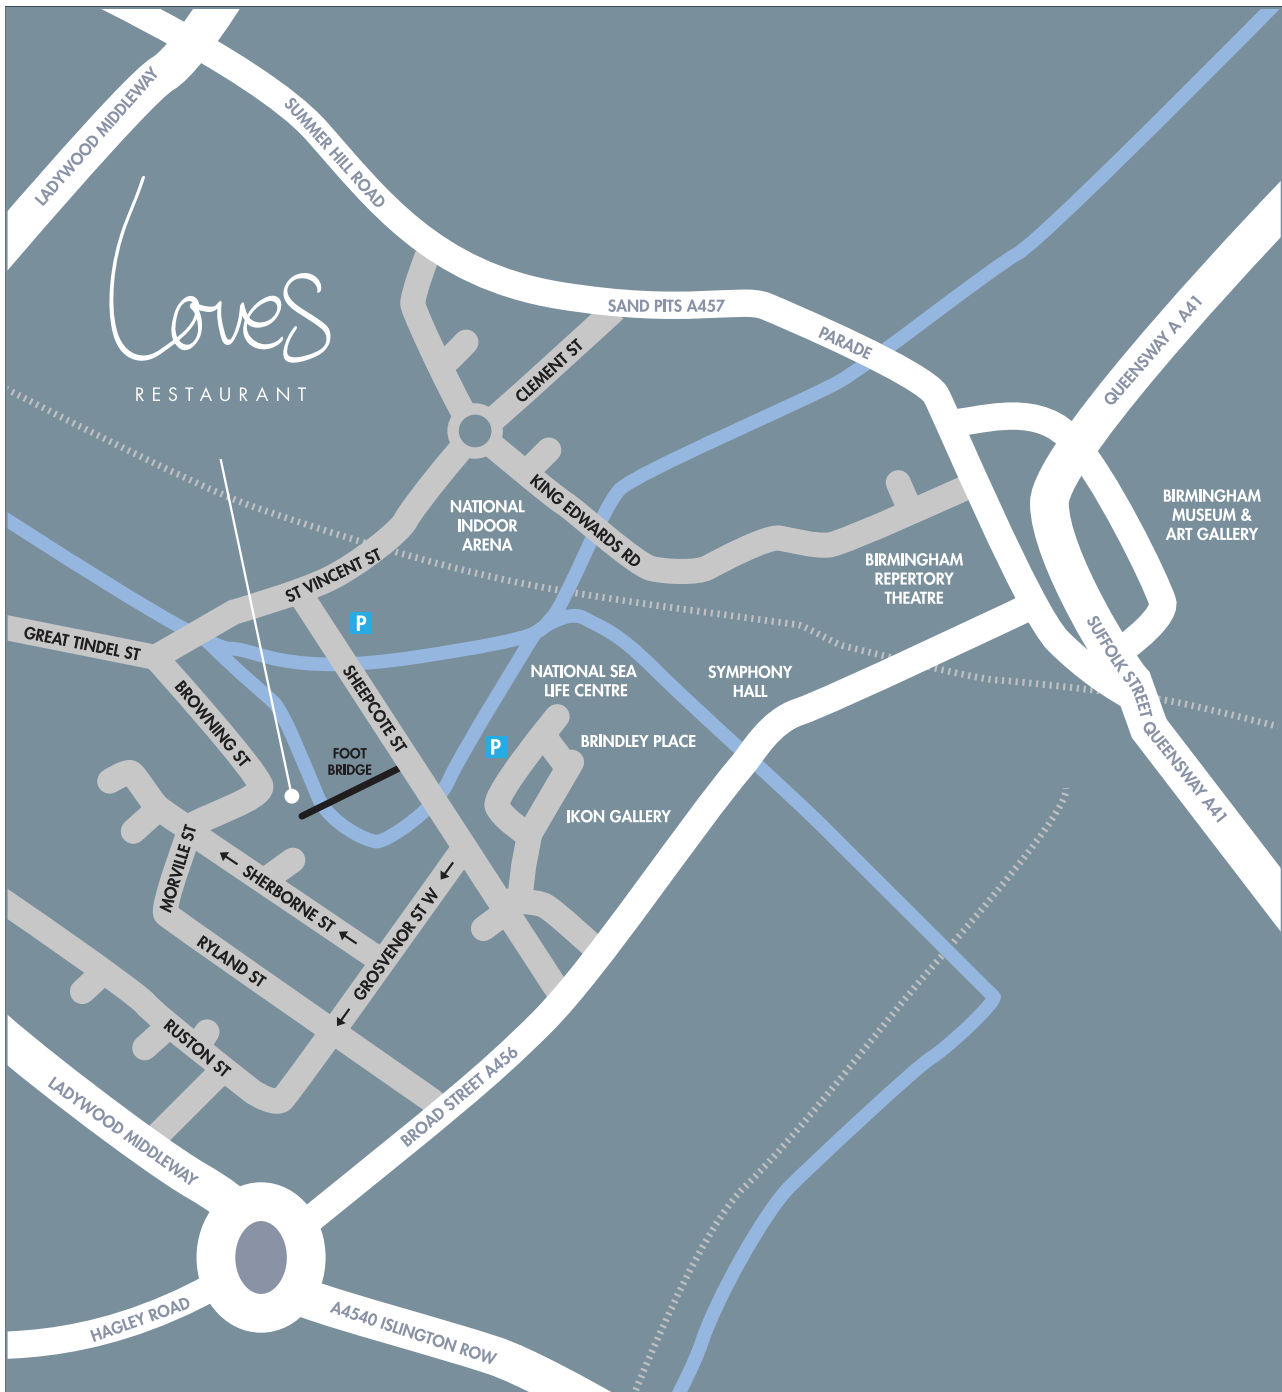 LADYWOOD MIDDLEWAY
SUMMER HILL ROAD
Loves
RESTAURANT
SAND PITS A457
PARADE
QUEENSWAY A A41
CLEMENT ST
KING EDWARDS RD
NATIONAL
INDOOR
ARENA
BIRMINGHAM
MUSEUM &
ART GALLERY
BIRMINGHAM
REPERTORY
THEATRE
ST VINCENT ST
P
GREAT TINDEL ST
BROWNING ST
SHEEPCOTE ST
NATIONAL SEA
LIFE CENTRE
SYMPHONY
HALL
SUFFOLK STREET QUEENSWAY A41
FOOT
BRIDGE
P
BRINDLEY PLACE
IKON GALLERY
MORVILLE ST
SHERBORNE ST
GROSVENOR ST W
RYLAND ST
RUSTON ST
BROAD STREET A456
LADYWOOD MIDDLEWAY
HAGLEY ROAD
A4540 ISLINGTON ROW